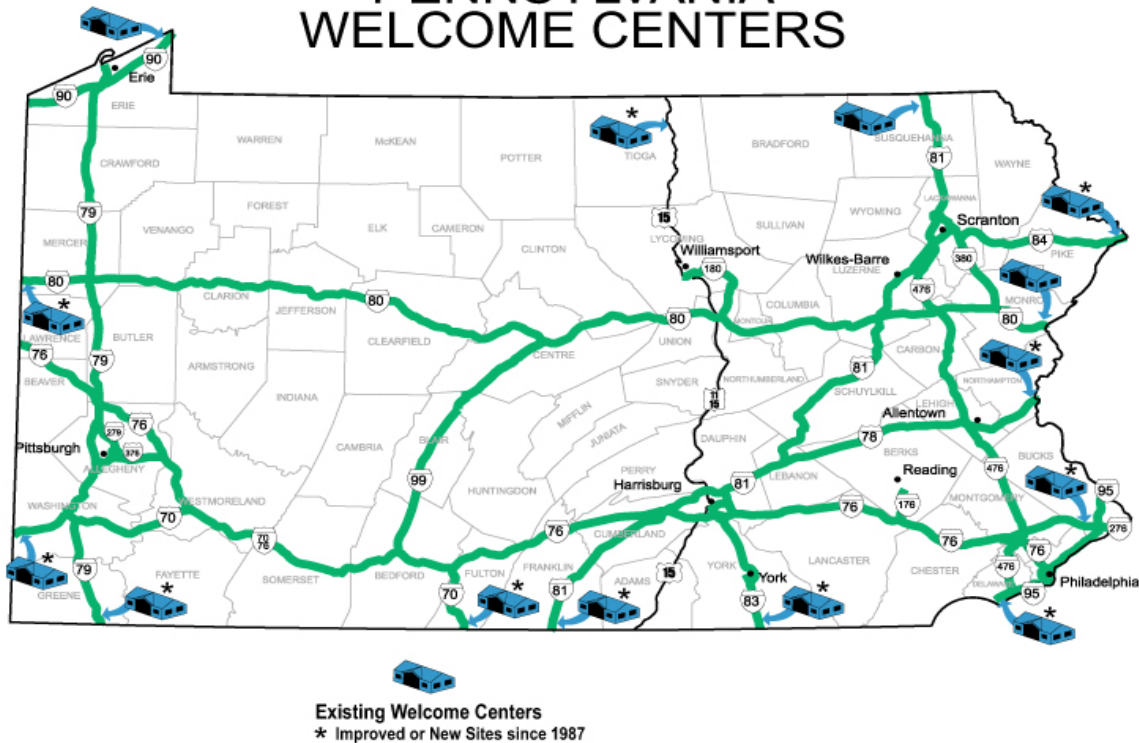 PENNSYLVANIA
WELCOME CENTERS
90
Erie
90
ERIE
WARREN
McKEAN
POTTER
*
TIOGA
BRADFORD
SUSQUEHANNA
81
WAYNE
CRAWFORD
79
FOREST
VENANGO
ELK
CAMERON
CLINTON
15
LYCOMING
Williamsport
180
SULLIVAN
WYOMING
LACKAWANNA
Scranton
*
84
PIKE
380
Wilkes-Barre
LUZERNE
476
MERCER
80
*
CLARION
JEFFERSON
80
CLEARFIELD
CENTRE
80
UNION
MONTOUR
COLUMBIA
MONROE
80
*
LAWRENCE
76
BUTLER
79
ARMSTRONG
BEAVER
INDIANA
SNYDER
NORTHUMBERLAND
11
15
81
SCHUYLKILL
CARBON
NORTHAMPTON
LEHIGH
Allentown
76
279
376
Pittsburgh
ALLEGHENY
CAMBRIA
BLAIR
MIFFLIN
JUNIATA
DAUPHIN
78
BERKS
BUCKS
99
HUNTINGDON
PERRY
Harrisburg
81
LEBANON
Reading
476
*
95
WASHINGTON
WESTMORELAND
70
76
CUMBERLAND
76
176
MONTGOMERY
276
70
76
76
76
*
79
GREENE
FAYETTE
*
SOMERSET
BEDFORD
FULTON
70
*
FRANKLIN
81
*
ADAMS
15
YORK
York
83
*
LANCASTER
CHESTER
476
DELAWARE
95
Philadelphia
*
Existing Welcome Centers
* Improved or New Sites since 1987